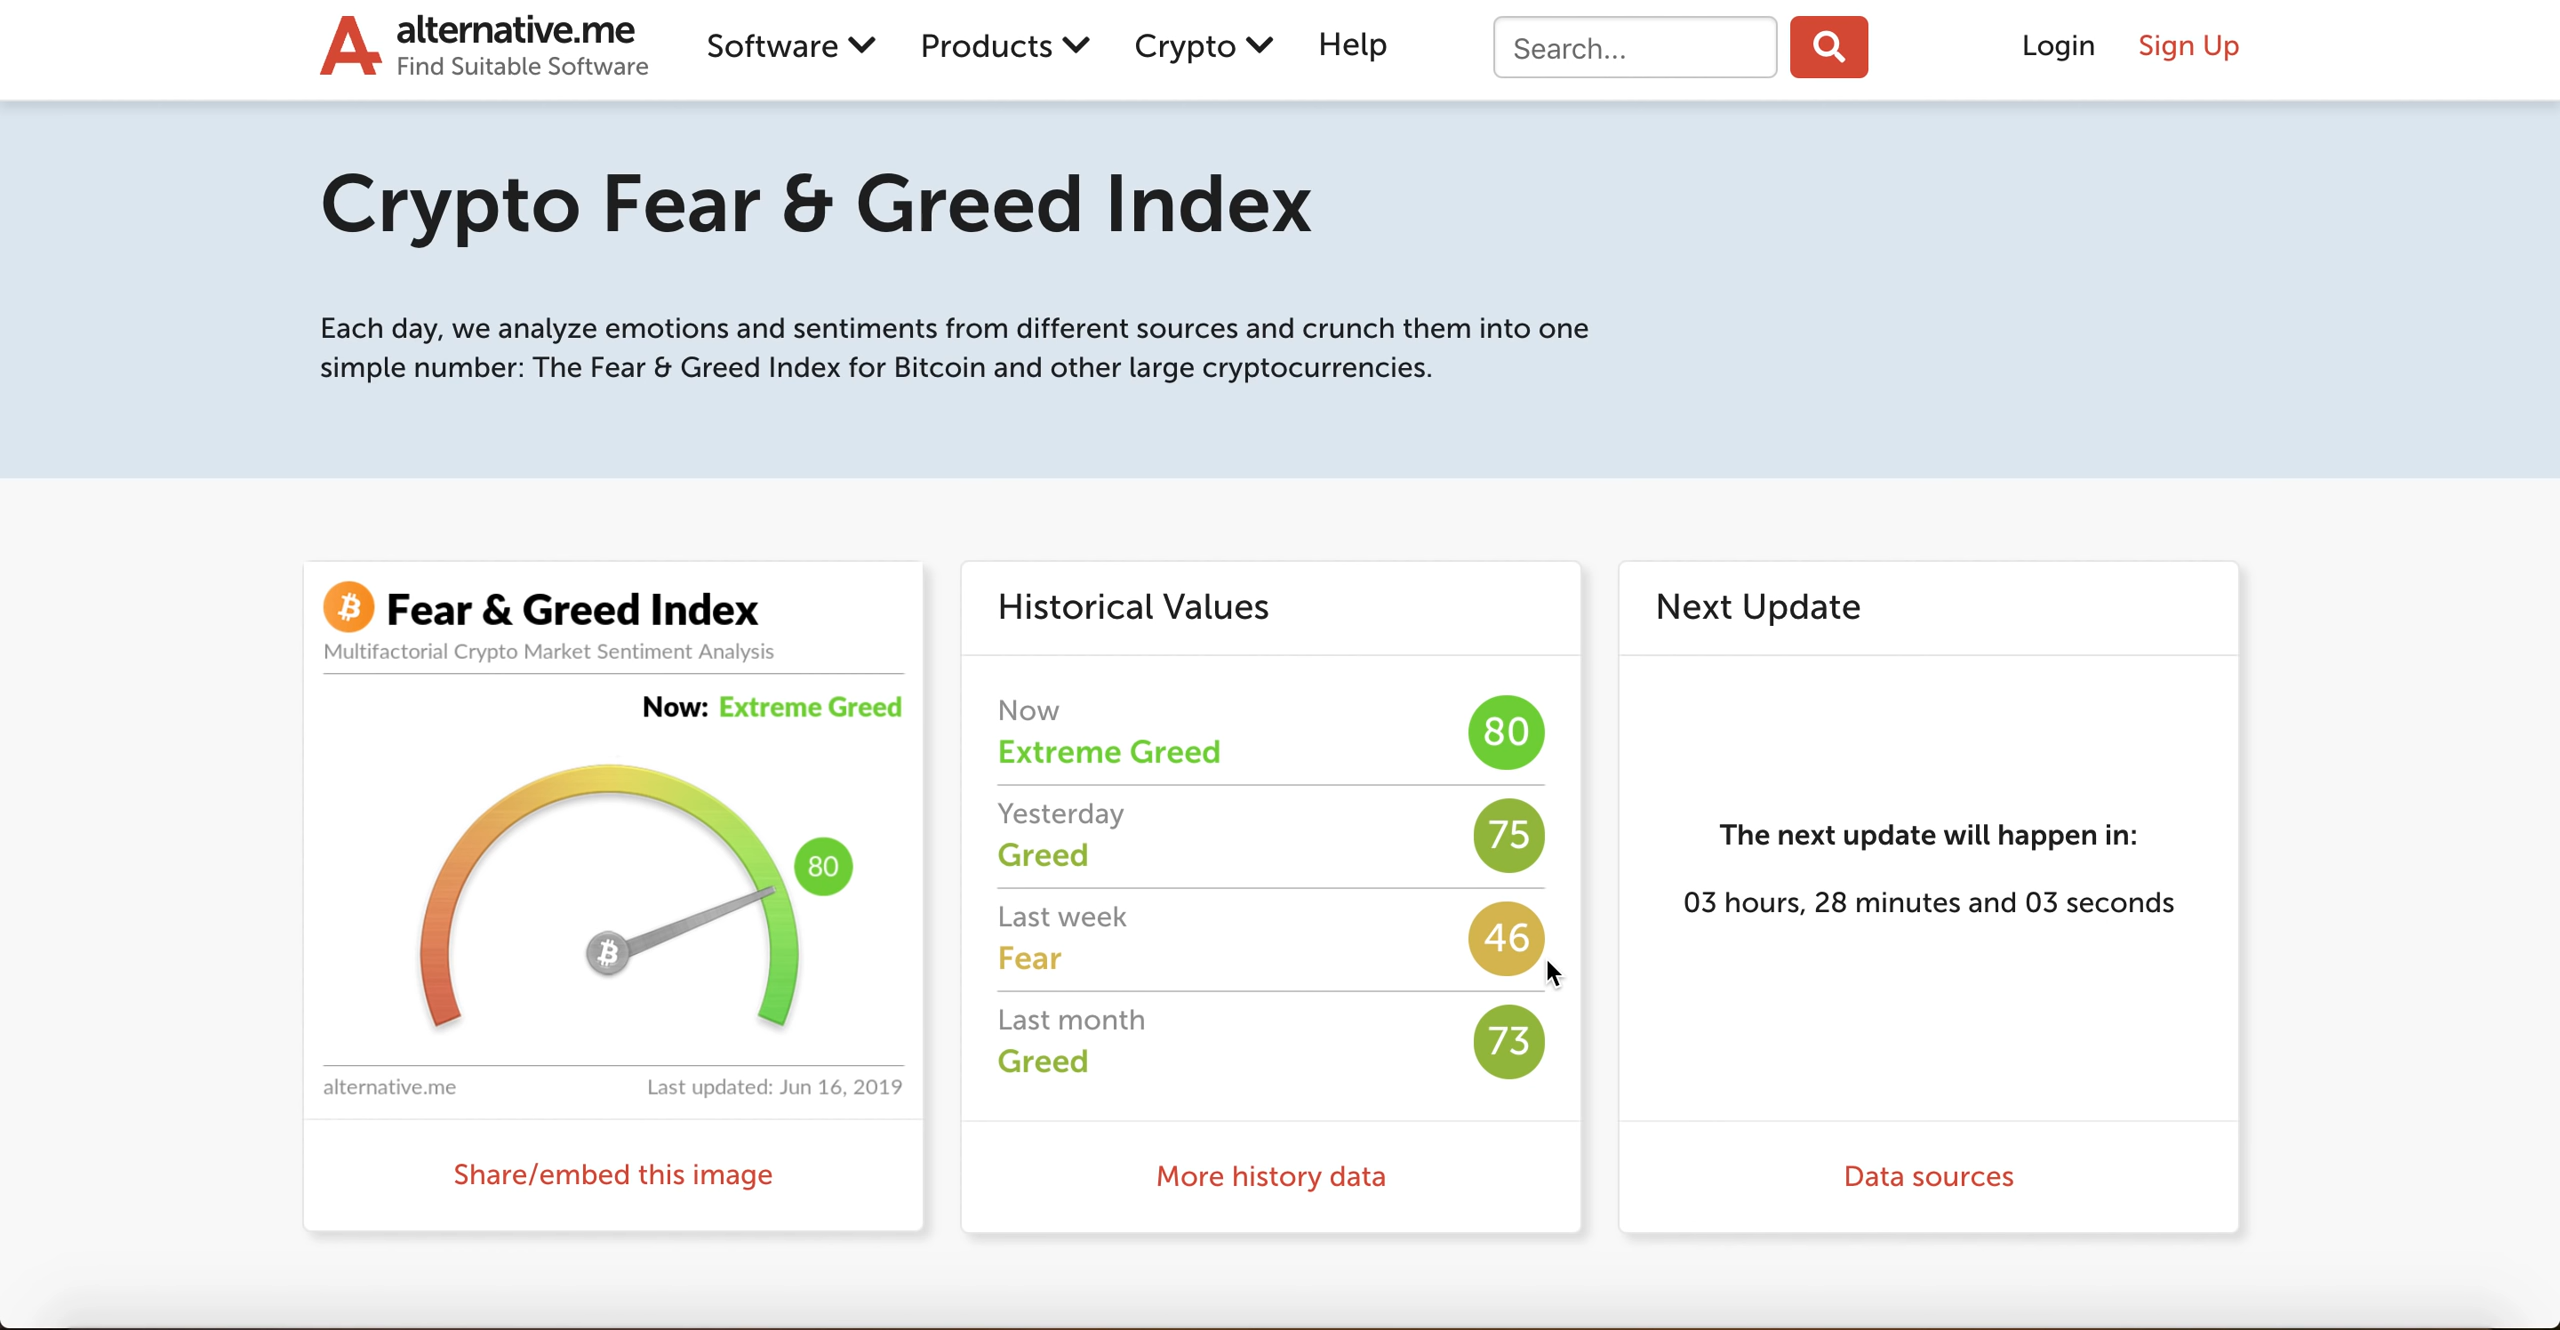 alternative.me
Find Suitable Software
Software
Products
Crypto
Help
Search...
Login
Sign Up
Crypto Fear & Greed Index
Each day, we analyze emotions and sentiments from different sources and crunch them into one
simple number: The Fear & Greed Index for Bitcoin and other large cryptocurrencies.
Fear & Greed Index
Multifactorial Crypto Market Sentiment Analysis
Now: Extreme Greed
80
alternative.me
Last updated: Jun 16, 2019
Share/embed this image
Historical Values
Now
Extreme Greed
80
Yesterday
Greed
75
Last week
Fear
46
Last month
Greed
73
More history data
Next Update
The next update will happen in:
03 hours, 28 minutes and 03 seconds
Data sources